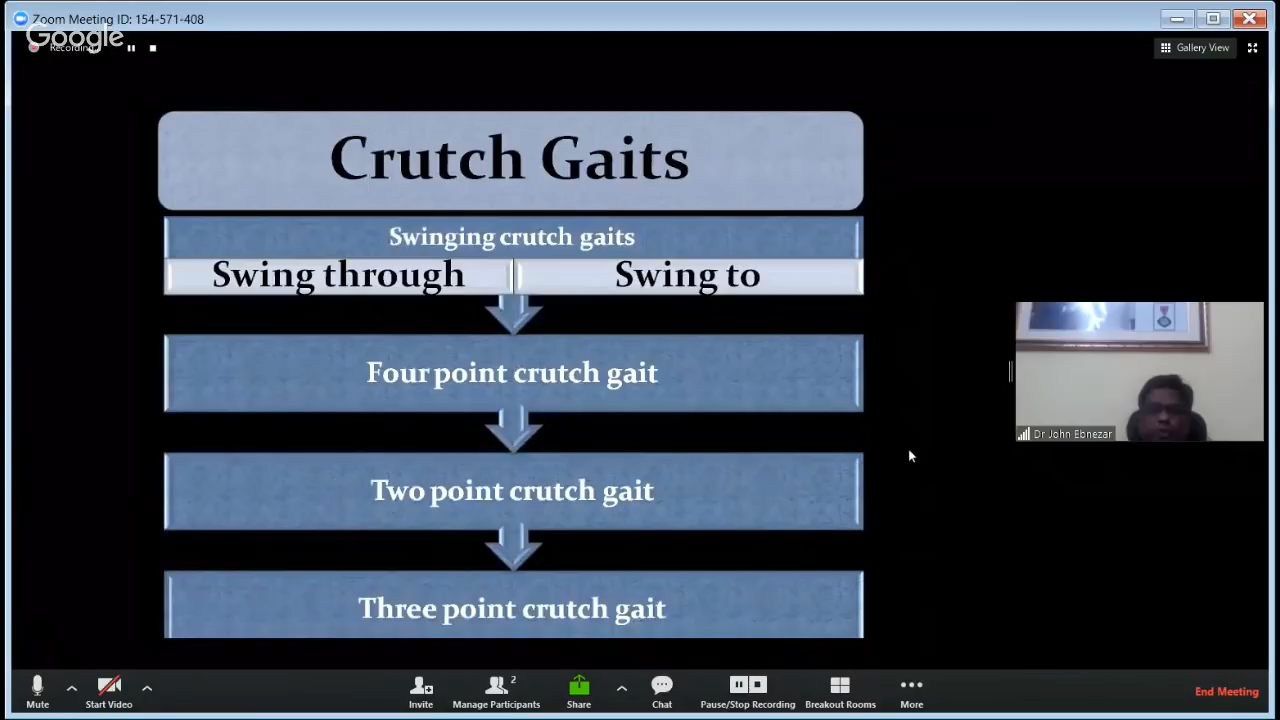 Zoom Meeting ID: 154-571-408
Google
Recording
Gallery View
Crutch Gaits
Swinging crutch gaits
Swing through
Swing to
Four point crutch gait
Two point crutch gait
Three point crutch gait
Dr John Ebnezar
2
Mute
Start Video
Invite
Manage Participants
Share
Chat
Pause/Stop Recording
Breakout Rooms
More
End Meeting